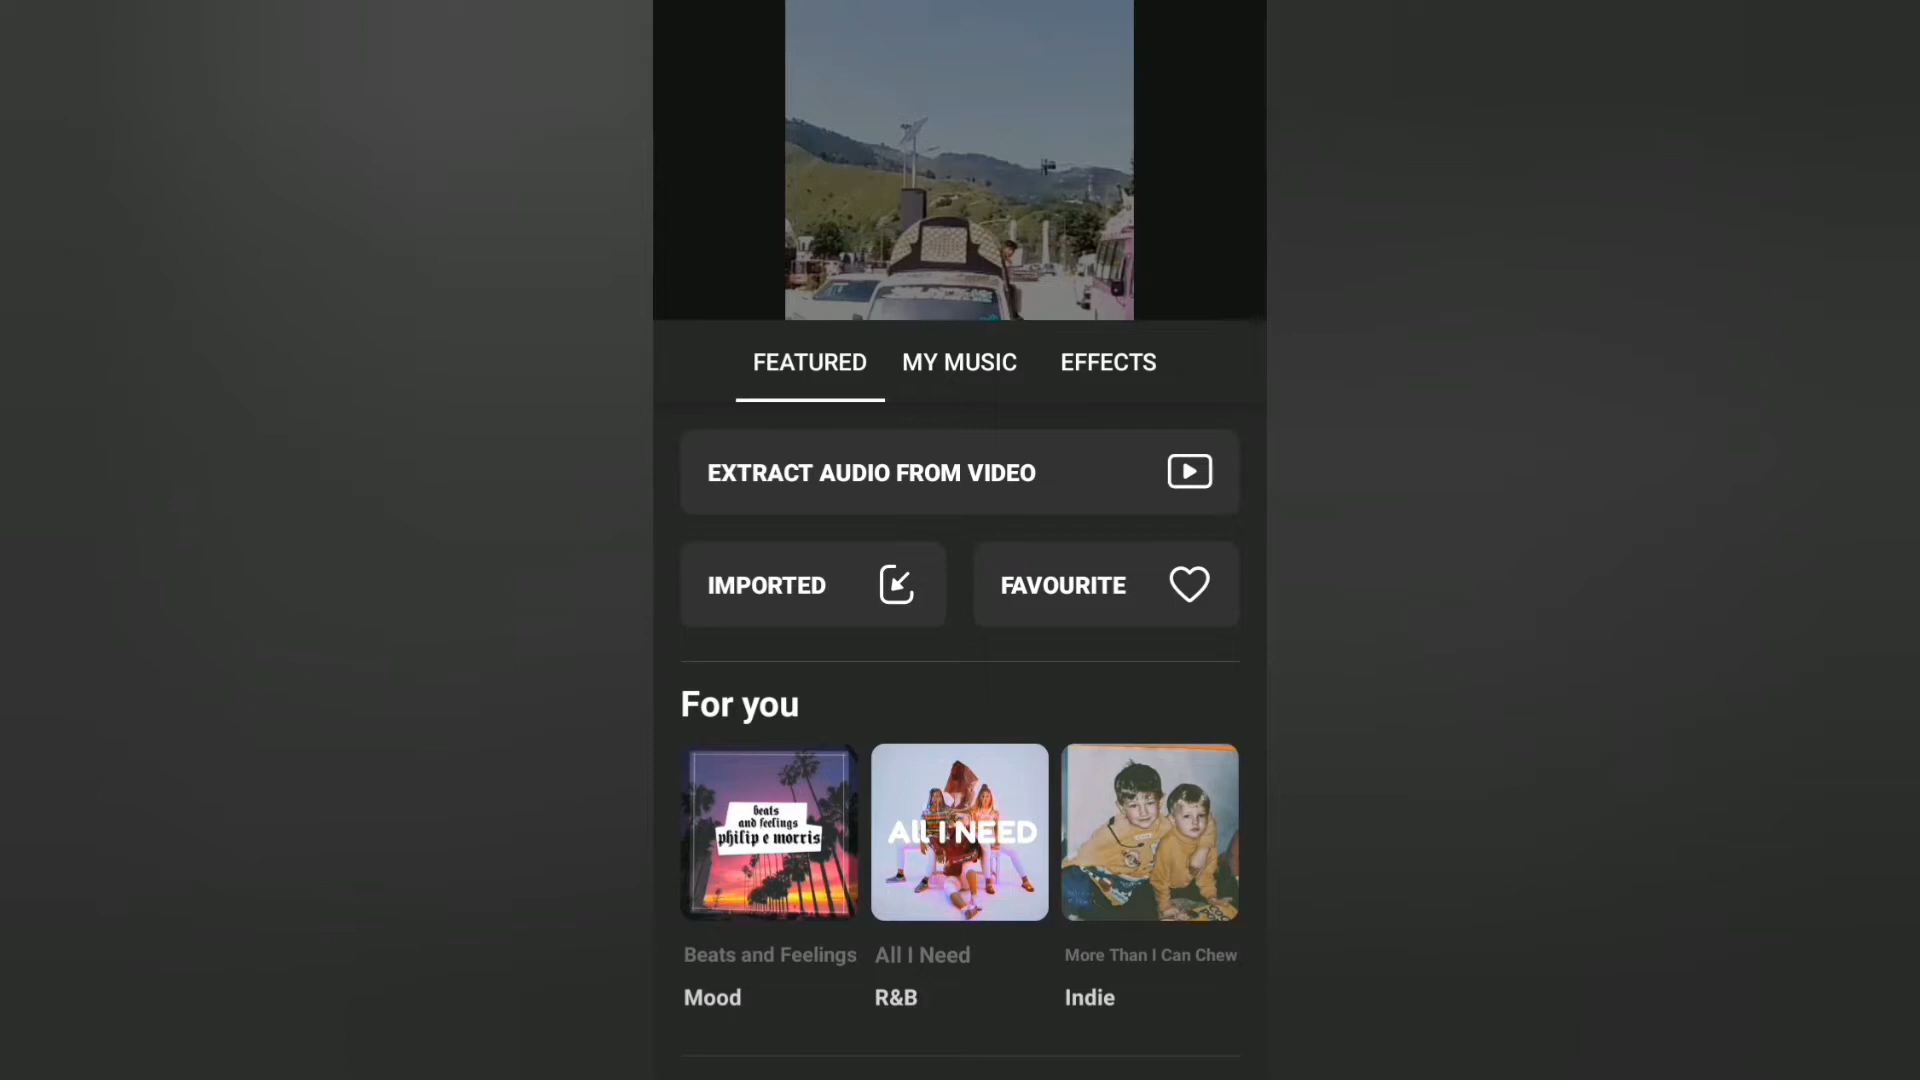 FEATURED MY MUSIC EFFECTS
EXTRACT AUDIO FROM VIDEO
IMPORTED FAVOURITE
For you
beats
and feelings
philip e morris
All I NEED
Beats and Feelings All I Need More Than I Can Chew
Mood R&B Indie